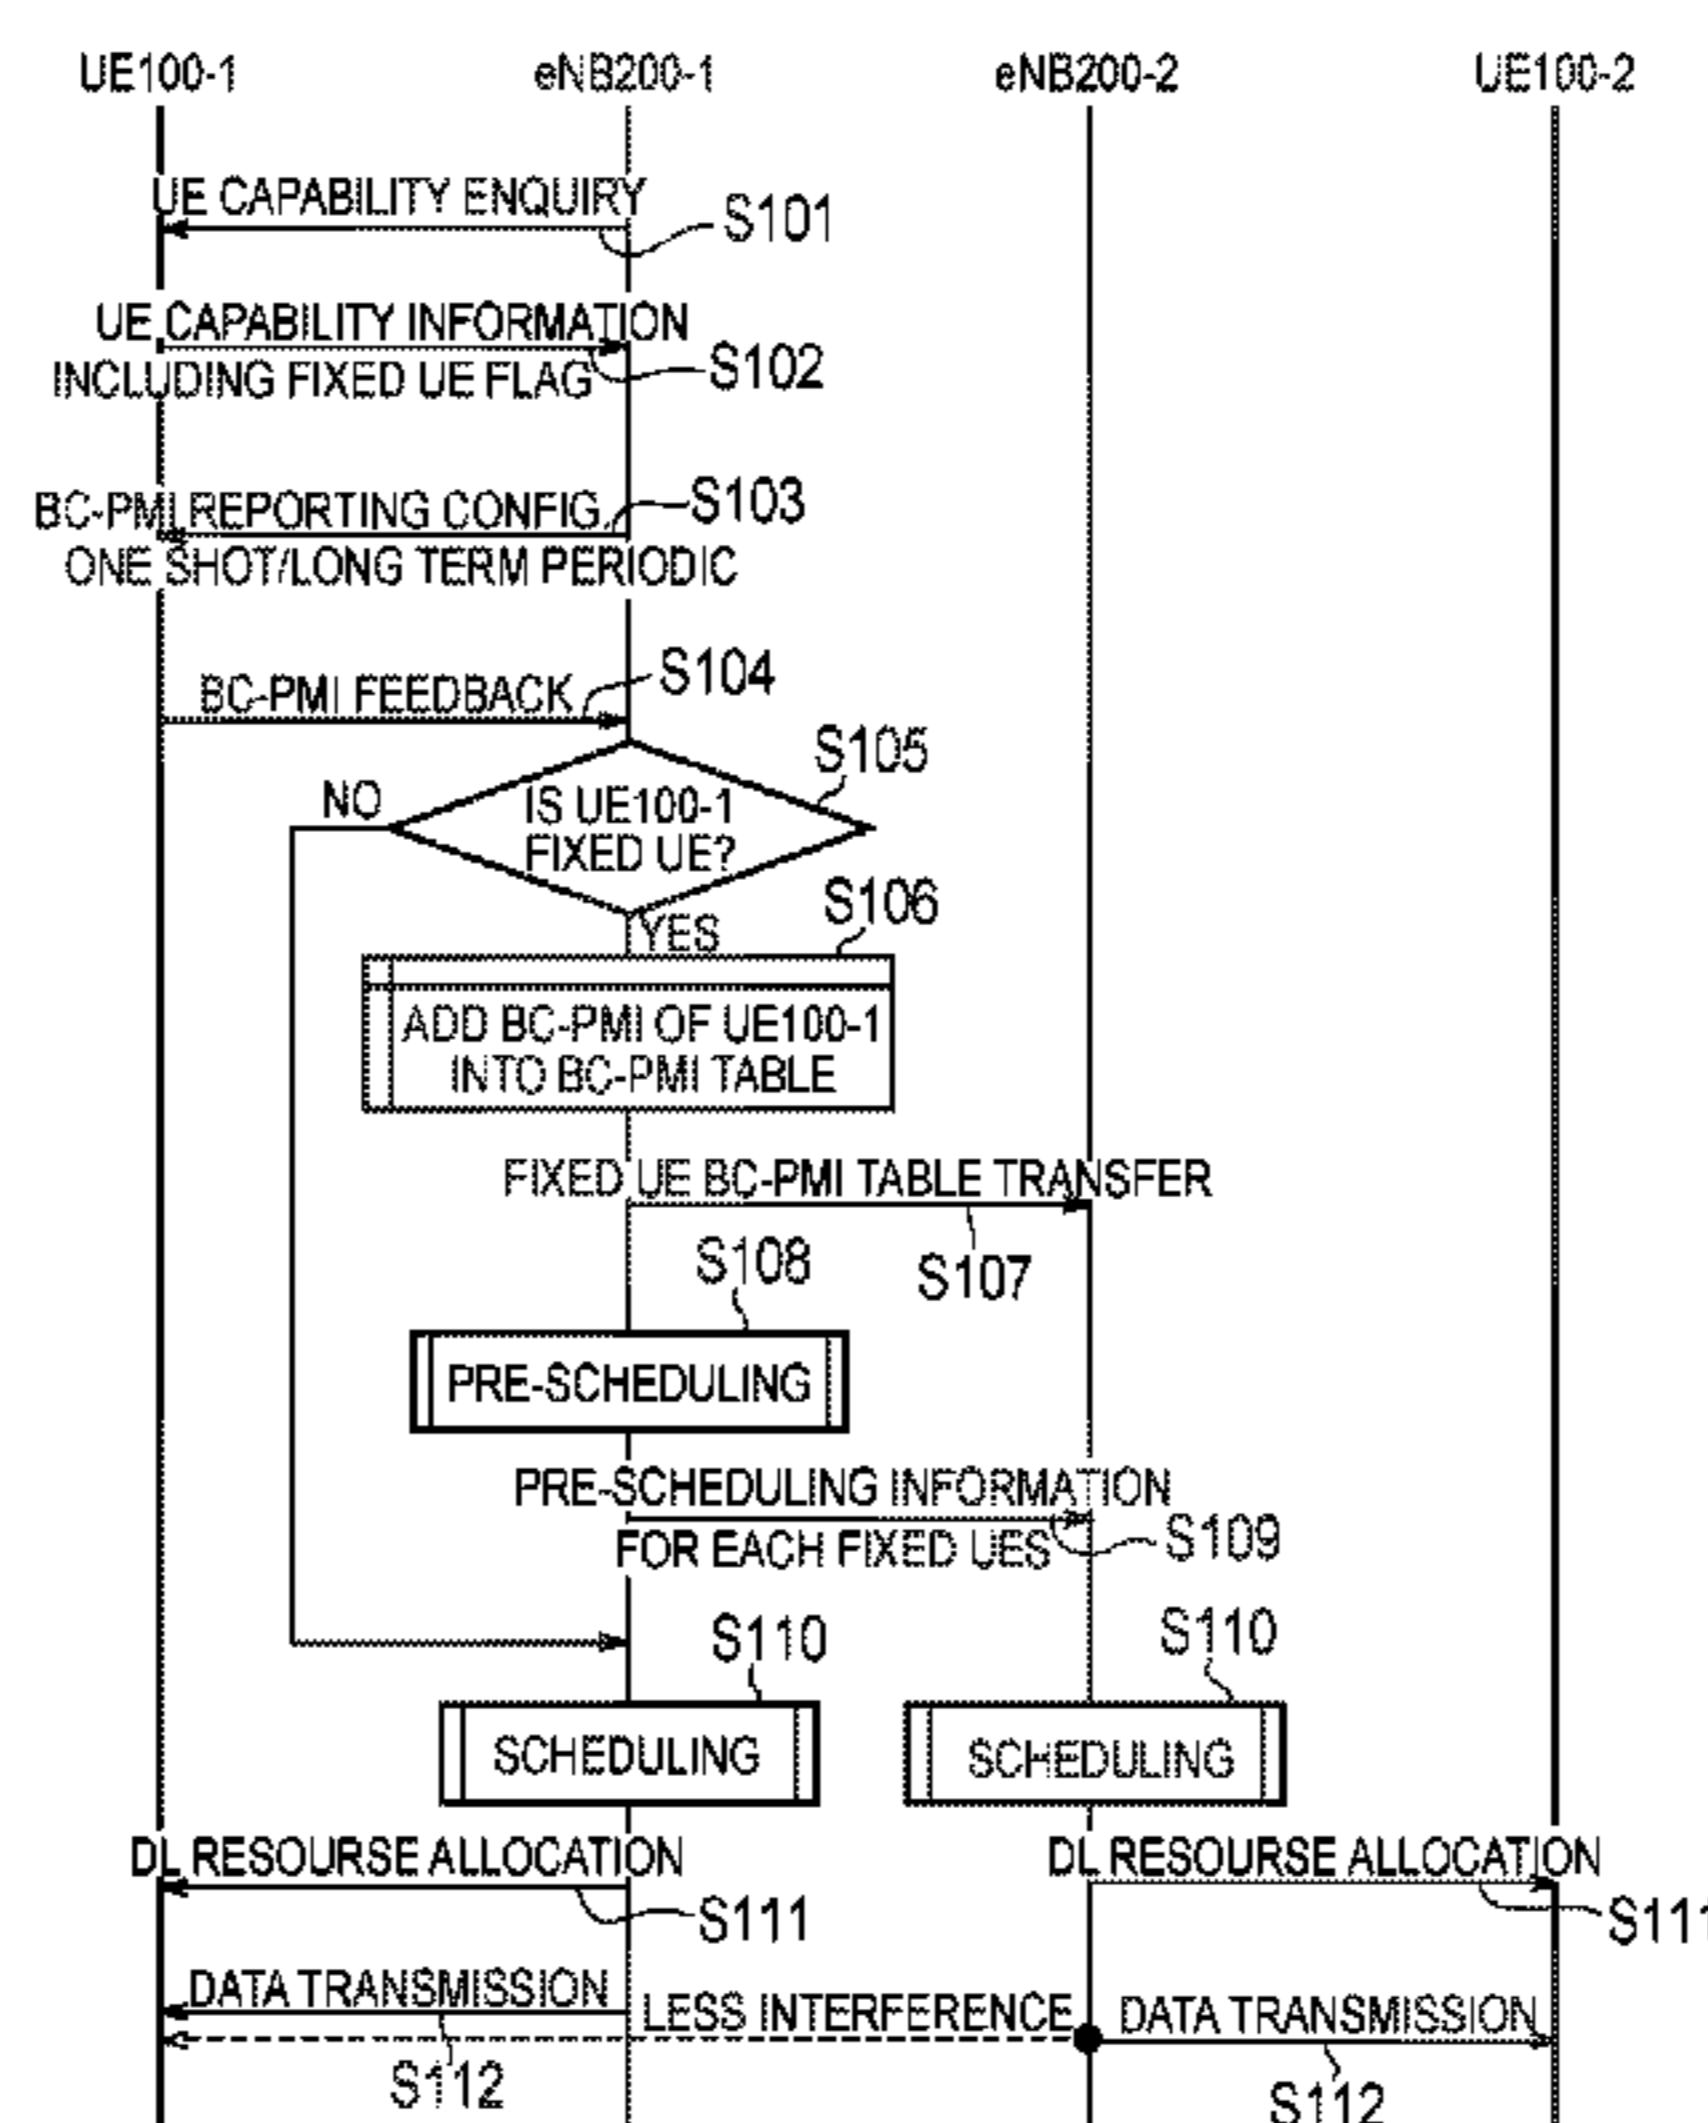 UE100-1 eNB200-1 eNB200-2 UE100-2
UE CAPABILITY ENQUIRY
S101
UE CAPABILITY INFORMATION
INCLUDING FIXED UE FLAG
S102
BC-PMI REPORTING CONFIG.
S103
ONE SHOT/LONG TERM PERIODIC
BC-PMI FEEDBACK
S104
S105
NO
IS UE100-1
FIXED UE?
YES
S106
ADD BC-PMI OF UE100-1
INTO BC-PMI TABLE
FIXED UE BC-PMI TABLE TRANSFER
S107
S108
PRE-SCHEDULING
PRE-SCHEDULING INFORMATION
FOR EACH FIXED UES
S109
S110
S110
SCHEDULING
SCHEDULING
DL RESOURSE ALLOCATION
DL RESOURSE ALLOCATION
S111
S111
DATA TRANSMISSION
LESS INTERFERENCE
DATA TRANSMISSION
S112
S112